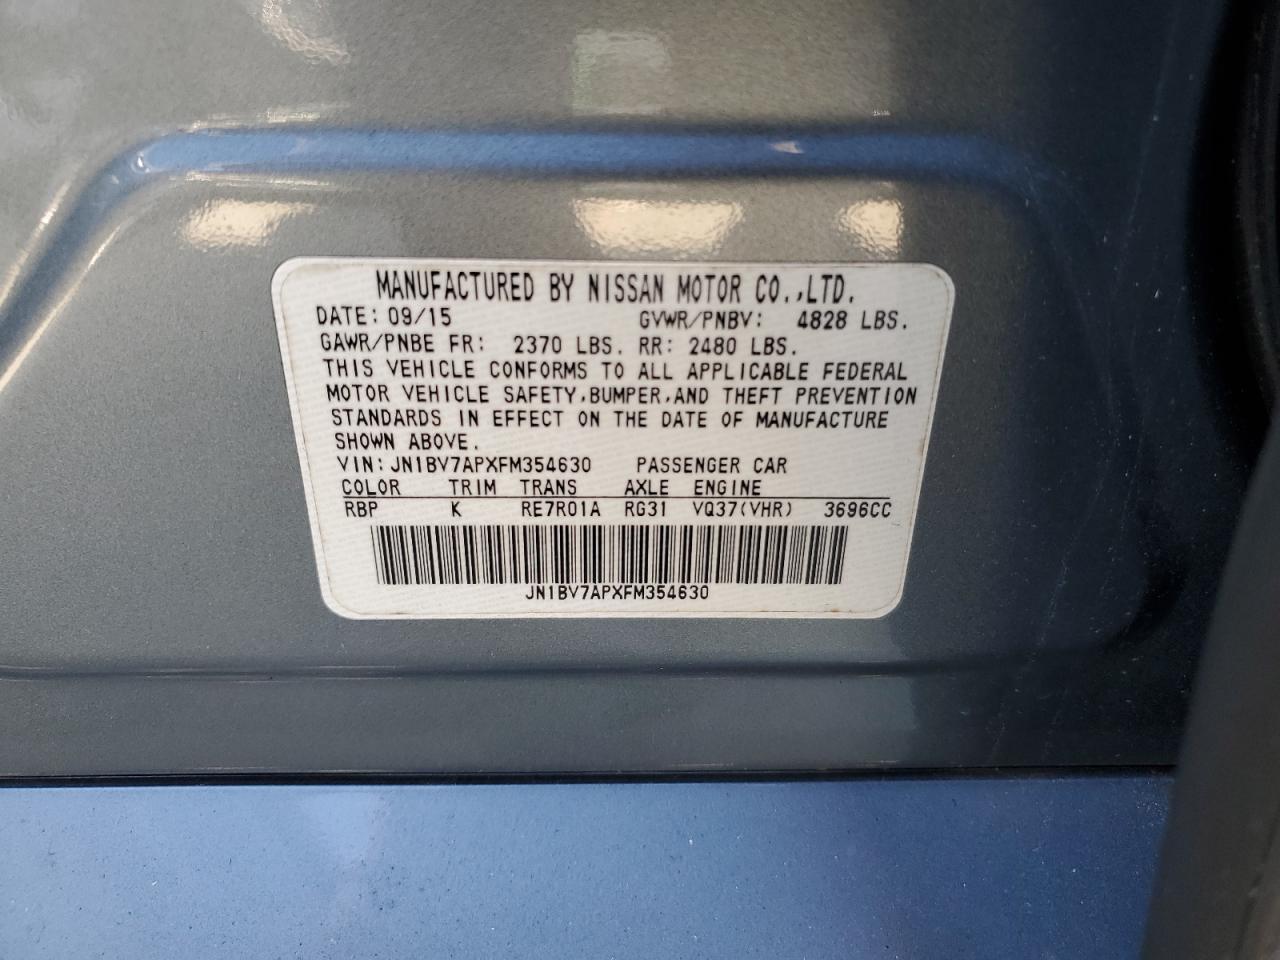 MANUFACTURED BY NISSAN MOTOR CO.,LTD.
DATE: 09/15 GVWR/PNBV: 4828 LBS.
GAWR/PNBE FR: 2370 LBS. RR: 2480 LBS.
THIS VEHICLE CONFORMS TO ALL APPLICABLE FEDERAL
MOTOR VEHICLE SAFETY,BUMPER,AND THEFT PREVENTION
STANDARDS IN EFFECT ON THE DATE OF MANUFACTURE
SHOWN ABOVE.
VIN: JN1BV7APXFM354630 PASSENGER CAR
COLOR TRIM TRANS AXLE ENGINE
RBP K RE7R01A RG31 VQ37(VHR) 3696CC
JN1BV7APXFM354630